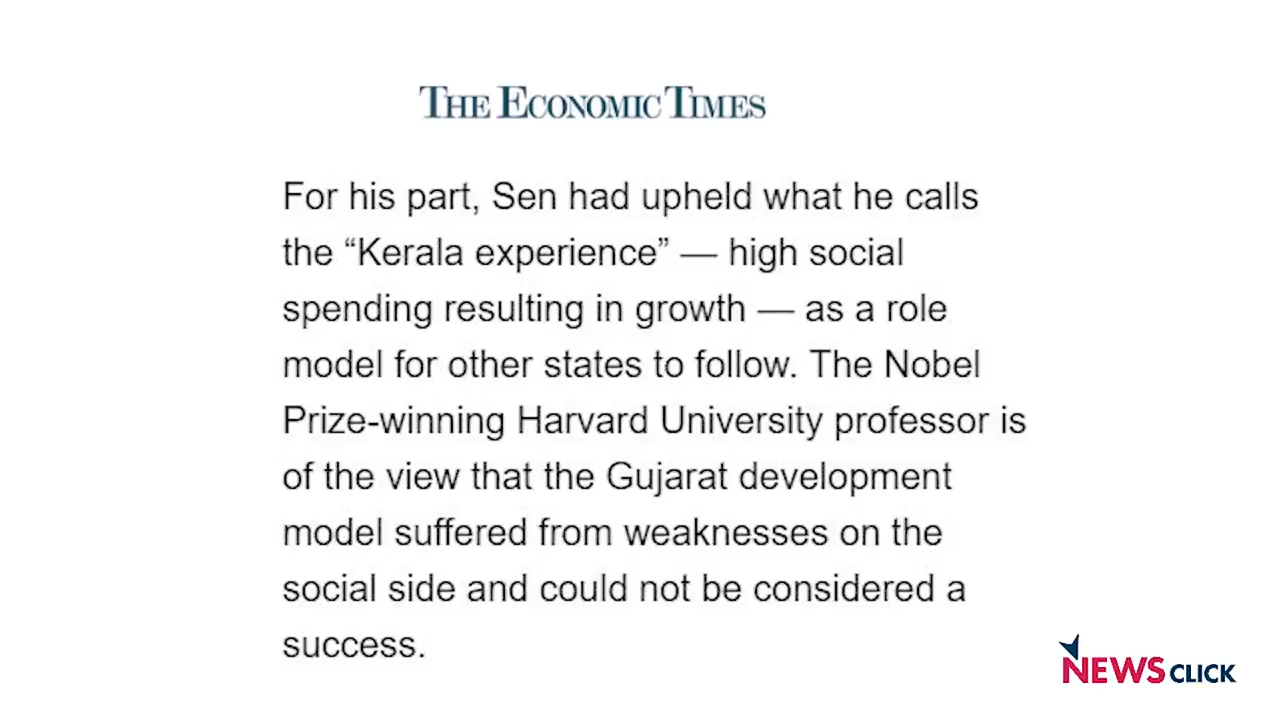 THE ECONOMIC TIMES
For his part, Sen had upheld what he calls
the “Kerala experience” — high social
spending resulting in growth — as a role
model for other states to follow. The Nobel
Prize-winning Harvard University professor is
of the view that the Gujarat development
model suffered from weaknesses on the
social side and could not be considered a
success.
NEWS CLICK